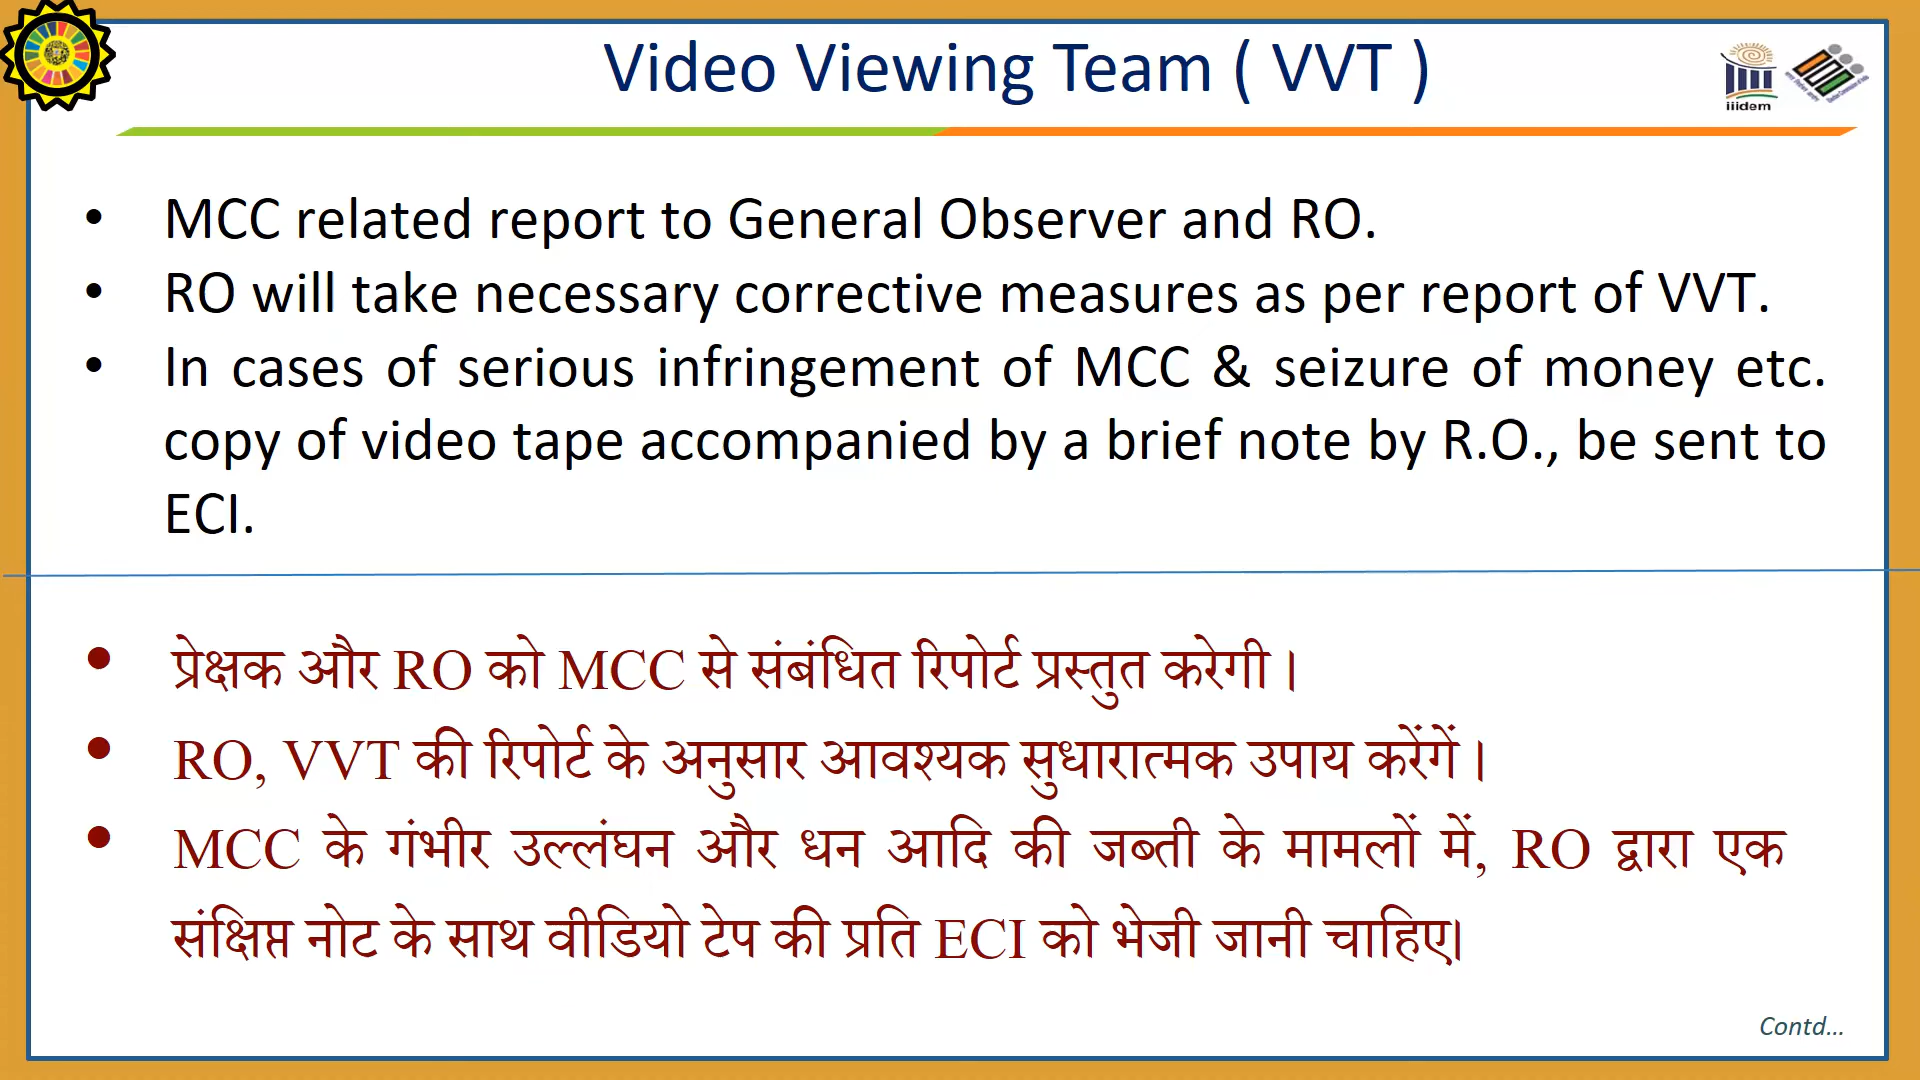 Video Viewing Team ( VVT )
iiidem
• MCC related report to General Observer and RO.
• RO will take necessary corrective measures as per report of VVT.
• In cases of serious infringement of MCC & seizure of money etc.
copy of video tape accompanied by a brief note by R.O., be sent to
ECI.
• प्रेक्षक और RO को MCC से संबंधित रिपोर्ट प्रस्तुत करेगी।
• RO, VVT की रिपोर्ट के अनुसार आवश्यक सुधारात्मक उपाय करेंगें।
• MCC के गंभीर उल्लंघन और धन आदि की जब्ती के मामलों में, RO द्वारा एक
संक्षिप्त नोट के साथ वीडियो टेप की प्रति ECI को भेजी जानी चाहिए।
Contd...